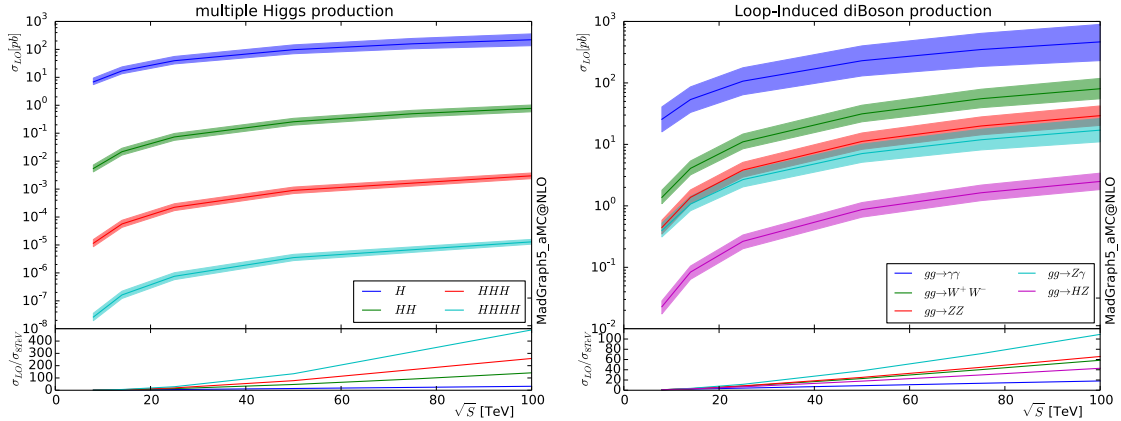 multiple Higgs production
σ_LO [pb]
10^3
10^2
10^1
10^0
10^-1
10^-2
10^-3
10^-4
10^-5
10^-6
10^-7
10^-8
H
HHH
HH
HHHH
MadGraph5_aMC@NLO
σ_LO/σ_8TeV
400
300
200
100
0
0
20
40
60
80
100
√S [TeV]
Loop-Induced diBoson production
σ_LO [pb]
10^3
10^2
10^1
10^0
10^-1
10^-2
gg→γγ
gg→Zγ
gg→W^+W^-
gg→HZ
gg→ZZ
MadGraph5_aMC@NLO
σ_LO/σ_8TeV
100
80
60
40
20
0
0
20
40
60
80
100
√S [TeV]